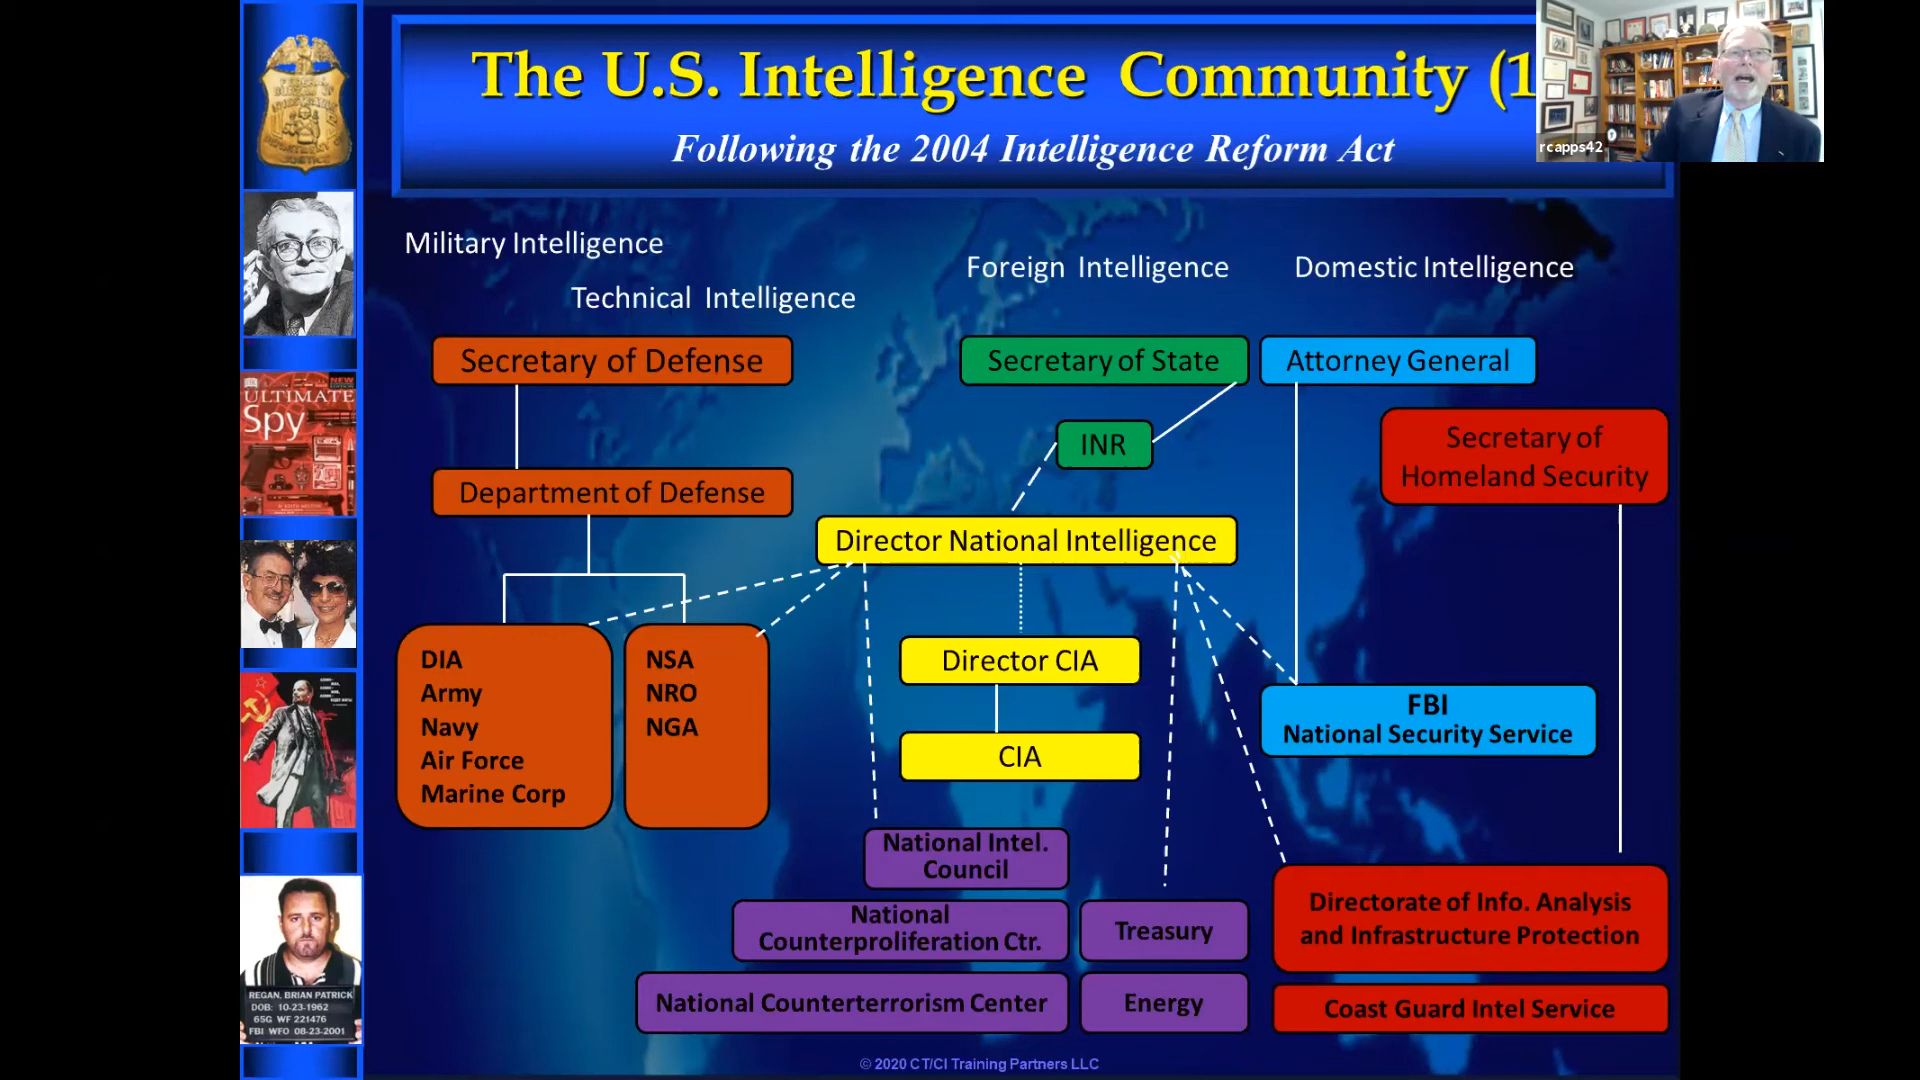 The U.S. Intelligence Community (1
Following the 2004 Intelligence Reform Act
rcapps42
Military Intelligence
Technical Intelligence
Foreign Intelligence
Domestic Intelligence
Secretary of Defense
Secretary of State
Attorney General
INR
Secretary of
Homeland Security
Department of Defense
Director National Intelligence
DIA
Army
Navy
Air Force
Marine Corp
NSA
NRO
NGA
Director CIA
CIA
FBI
National Security Service
National Intel.
Council
National
Counterproliferation Ctr.
Treasury
National Counterterrorism Center
Energy
Directorate of Info. Analysis
and Infrastructure Protection
Coast Guard Intel Service
© 2020 CT/CI Training Partners LLC
NEW
ULTIMATE
Spy
REGAN, BRIAN PATRICK
DOB: 10-23-1962
65G WF 221476
FBI WFO 08-23-2001